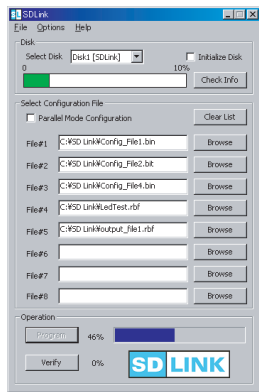 SDLink
File Options Help
Disk
Select Disk Disk1 [SDLink] Initialize Disk
0 10%
Check Info
Select Configuration File
Parallel Mode Configuration Clear List
File#1 C:¥SD Link¥Config_File1.bin Browse
File#2 C:¥SD Link¥Config_File2.bit Browse
File#3 C:¥SD Link¥Config_File4.bin Browse
File#4 C:¥SD Link¥LedTest.rbf Browse
File#5 C:¥SD Link¥output_file1.rbf Browse
File#6 Browse
File#7 Browse
File#8 Browse
Operation
Program 46%
Verify 0% SD LINK